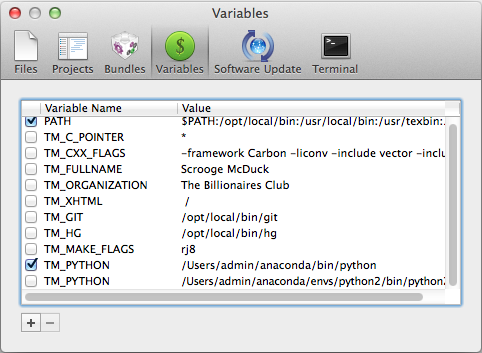 Variables
Files Projects Bundles Variables Software Update Terminal
Variable Name Value
PATH $PATH:/opt/local/bin:/usr/local/bin:/usr/texbin:
TM_C_POINTER *
TM_CXX_FLAGS -framework Carbon -liconv -include vector -inclu
TM_FULLNAME Scrooge McDuck
TM_ORGANIZATION The Billionaires Club
TM_XHTML /
TM_GIT /opt/local/bin/git
TM_HG /opt/local/bin/hg
TM_MAKE_FLAGS rj8
TM_PYTHON /Users/admin/anaconda/bin/python
TM_PYTHON /Users/admin/anaconda/envs/python2/bin/python2